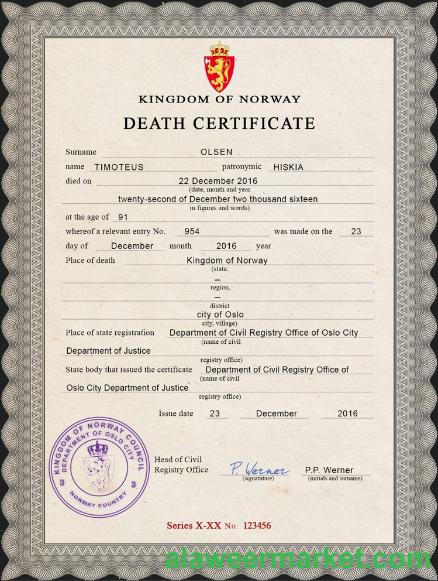 KINGDOM OF NORWAY
DEATH CERTIFICATE
Surname OLSEN
name TIMOTEUS patronymic HISKIA
died on 22 December 2016
(date, month and year
twenty-second of December two thousand sixteen
in figures and words)
at the age of 91
whereof a relevant entry No. 954 was made on the 23
day of December month 2016 year
Place of death Kingdom of Norway
(state,
–
region,
–
district
city of Oslo
city, village)
Place of state registration Department of Civil Registry Office of Oslo City
(name of civil
Department of Justice
registry office)
State body that issued the certificate Department of Civil Registry Office of
(name of civil
Oslo City Department of Justice
registry office)
Issue date 23 December 2016
KINGDOM OF NORWAY COUNCIL
DEPARTMENT OF OSLO CITY
3 3
NORWAY COUNTRY
Head of Civil
Registry Office P. Werner P.P. Werner
(signature) (initials and surname)
Series X-XX No. 123456
alaweermarket.com